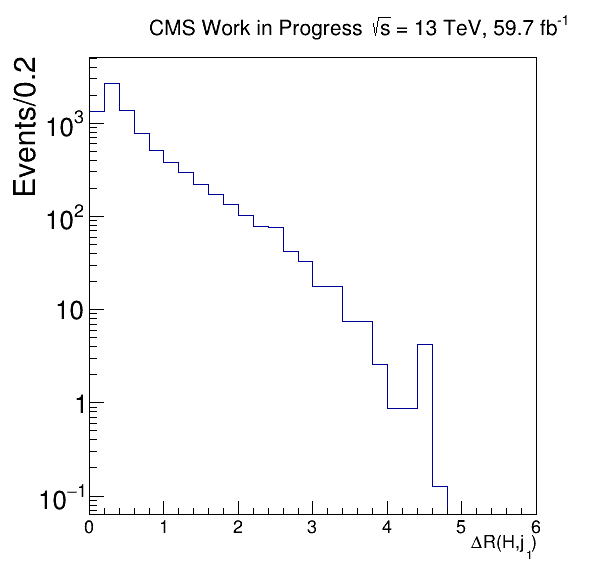 CMS Work in Progress √s = 13 TeV, 59.7 fb⁻¹
Events/0.2
10³
10²
10
1
10⁻¹
0 1 2 3 4 5 6
ΔR(H,j₁)